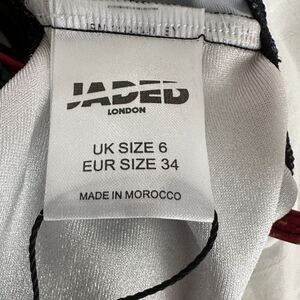 JADED
LONDON
UK SIZE 6
EUR SIZE 34
MADE IN MOROCCO